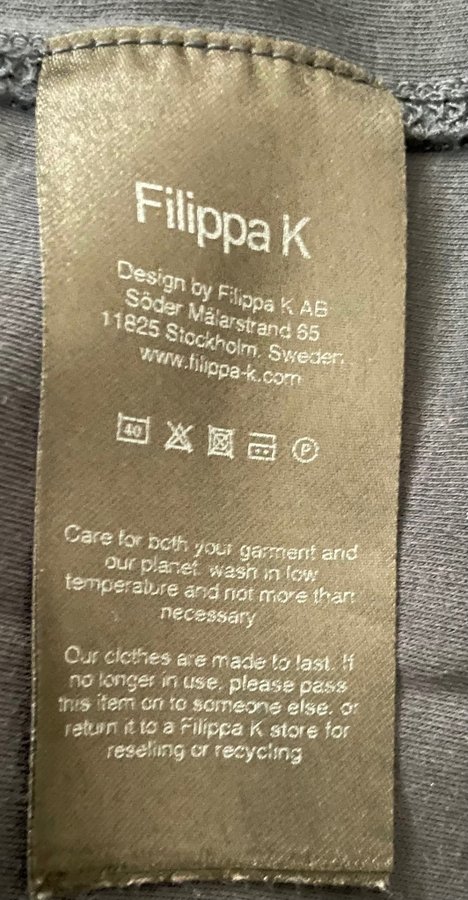 Filippa K
Design by Filippa K AB
Söder Mälarstrand 65
11825 Stockholm, Sweden.
www.filippa-k.com
40
P
Care for both your garment and
our planet, wash in low
temperature and not more than
necessary
Our clothes are made to last. If
no longer in use, please pass
this item on to someone else, or
return it to a Filippa K store for
reselling or recycling